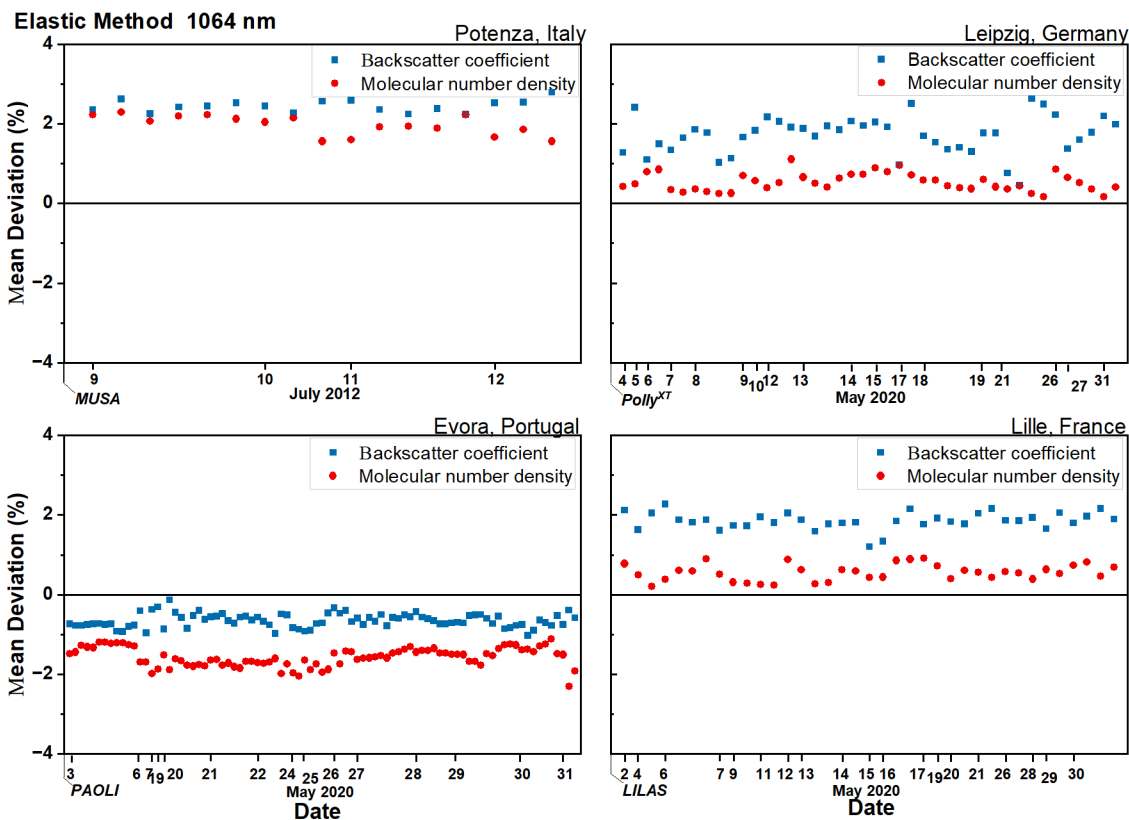 Elastic Method 1064 nm
Potenza, Italy
Backscatter coefficient
Molecular number density
Mean Deviation (%)
4
2
0
−2
−4
9 10 11 12
MUSA
July 2012
Leipzig, Germany
Backscatter coefficient
Molecular number density
4 5 6 7 8 9 10 12 13 14 15 17 18 19 21 26 27 31
Polly^XT
May 2020
Evora, Portugal
Backscatter coefficient
Molecular number density
Mean Deviation (%)
4
2
0
−2
−4
3 6 7 19 20 21 22 24 25 26 27 28 29 30 31
PAOLI
May 2020
Date
Lille, France
Backscatter coefficient
Molecular number density
2 4 6 7 9 10 11 12 13 14 15 16 17 19 20 21 26 28 29 30
LILAS
May 2020
Date